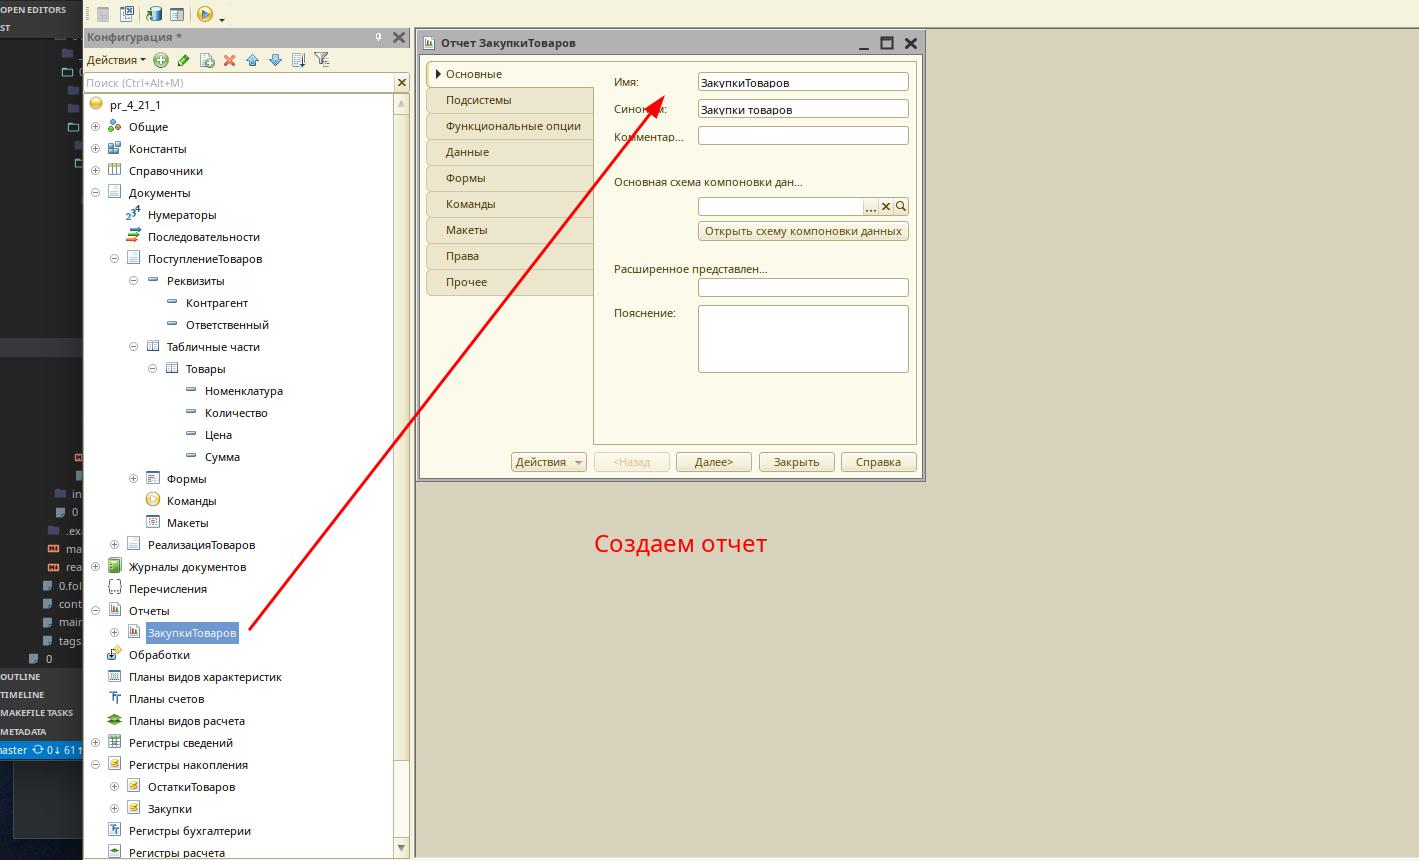 OPEN EDITORS
ST
Конфигурация *
Действия
Поиск (Ctrl+Alt+M)
pr_4_21_1
Общие
Константы
Справочники
Документы
Нумераторы
Последовательности
ПоступлениеТоваров
Реквизиты
Контрагент
Ответственный
Табличные части
Товары
Номенклатура
Количество
Цена
Сумма
Формы
Команды
Макеты
РеализацияТоваров
Журналы документов
Перечисления
Отчеты
ЗакупкиТоваров
Обработки
Планы видов характеристик
Планы счетов
Планы видов расчета
Регистры сведений
Регистры накопления
ОстаткиТоваров
Закупки
Регистры бухгалтерии
Регистры расчета
in
0
.exa
ma
rea
0.fol
cont
main
tags
0
OUTLINE
TIMELINE
MAKEFILE TASKS
METADATA
naster 0↓ 61↑
Отчет ЗакупкиТоваров
Основные
Подсистемы
Функциональные опции
Данные
Формы
Команды
Макеты
Права
Прочее
Имя: ЗакупкиТоваров
Синоним: Закупки товаров
Комментар...
Основная схема компоновки дан...
...
Открыть схему компоновки данных
Расширенное представлен...
Пояснение:
Действия <Назад Далее> Закрыть Справка
Создаем отчет